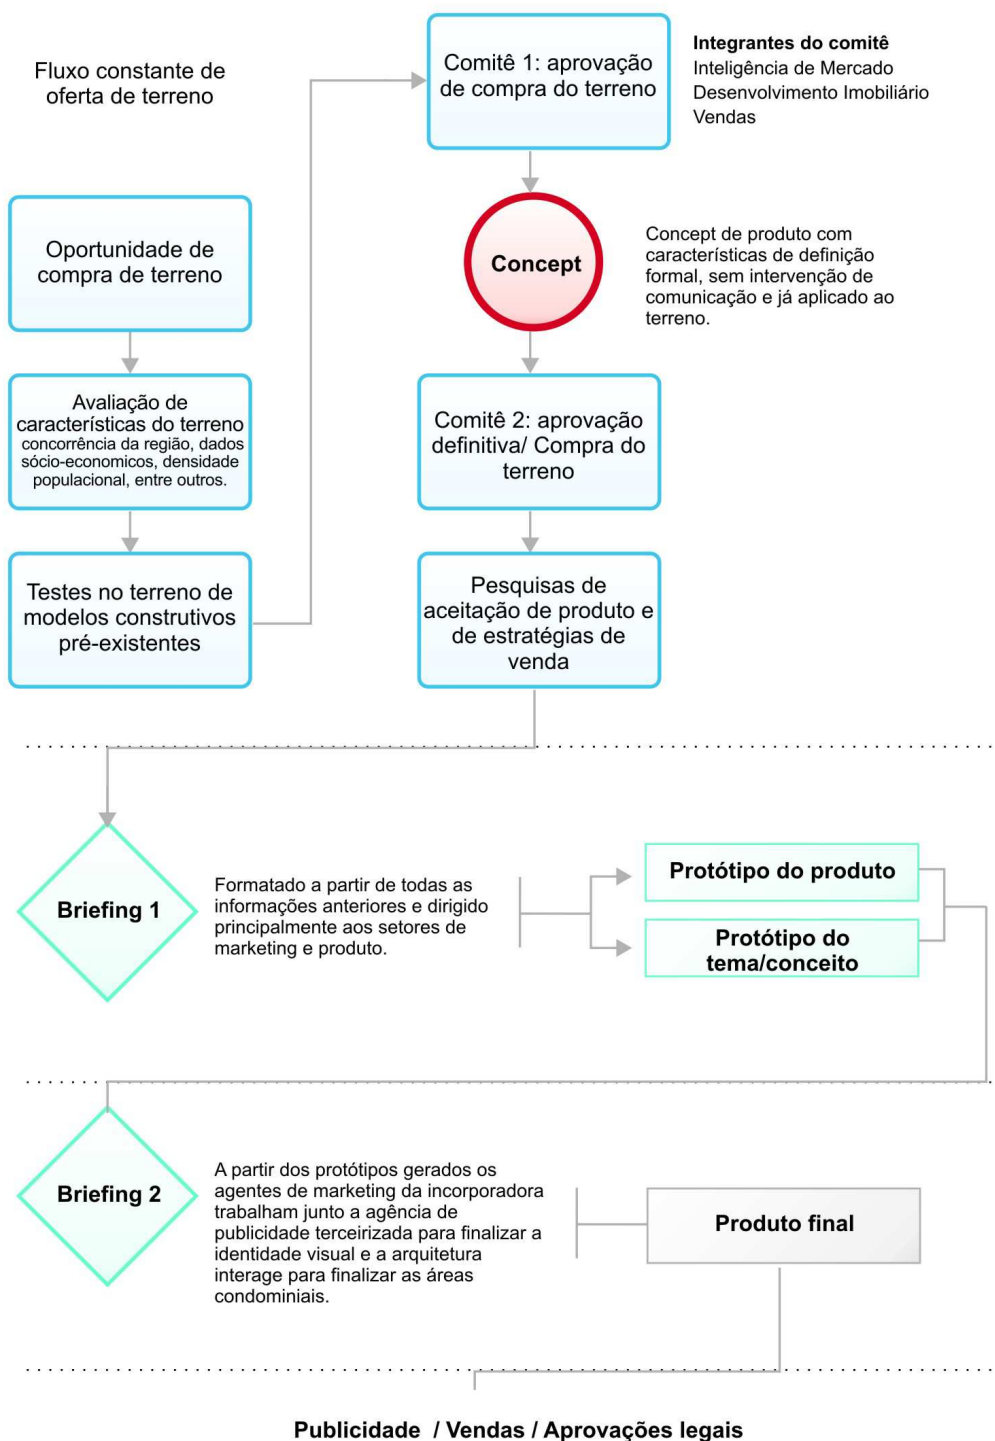 Fluxo constante de
oferta de terreno
Oportunidade de
compra de terreno
Avaliação de
características do terreno
concorrência da região, dados
sócio-economicos, densidade
populacional, entre outros.
Testes no terreno de
modelos construtivos
pré-existentes
Comitê 1: aprovação
de compra do terreno
Integrantes do comitê
Inteligência de Mercado
Desenvolvimento Imobiliário
Vendas
Concept
Concept de produto com
características de definição
formal, sem intervenção de
comunicação e já aplicado ao
terreno.
Comitê 2: aprovação
definitiva/ Compra do
terreno
Pesquisas de
aceitação de produto e
de estratégias de
venda
Briefing 1
Formatado a partir de todas as
informações anteriores e dirigido
principalmente aos setores de
marketing e produto.
Protótipo do produto
Protótipo do
tema/conceito
Briefing 2
A partir dos protótipos gerados os
agentes de marketing da incorporadora
trabalham junto a agência de
publicidade terceirizada para finalizar a
identidade visual e a arquitetura
interage para finalizar as áreas
condominiais.
Produto final
Publicidade / Vendas / Aprovações legais